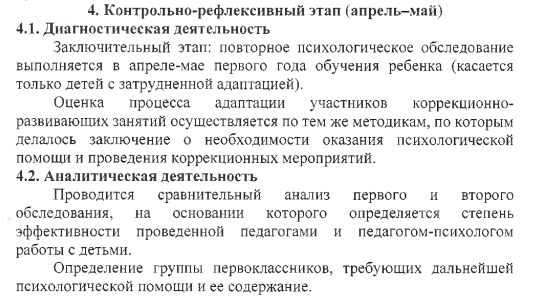 4. Контрольно-рефлексивный этап (апрель–май)
4.1. Диагностическая деятельность
Заключительный этап: повторное психологическое обследование
выполняется в апреле-мае первого года обучения ребенка (касается
только детей с затрудненной адаптацией).
Оценка процесса адаптации участников коррекционно-
развивающих занятий осуществляется по тем же методикам, по которым
делалось заключение о необходимости оказания психологической
помощи и проведения коррекционных мероприятий.
4.2. Аналитическая деятельность
Проводится сравнительный анализ первого и второго
обследования, на основании которого определяется степень
эффективности проведенной педагогами и педагогом-психологом
работы с детьми.
Определение группы первоклассников, требующих дальнейшей
психологической помощи и ее содержание.